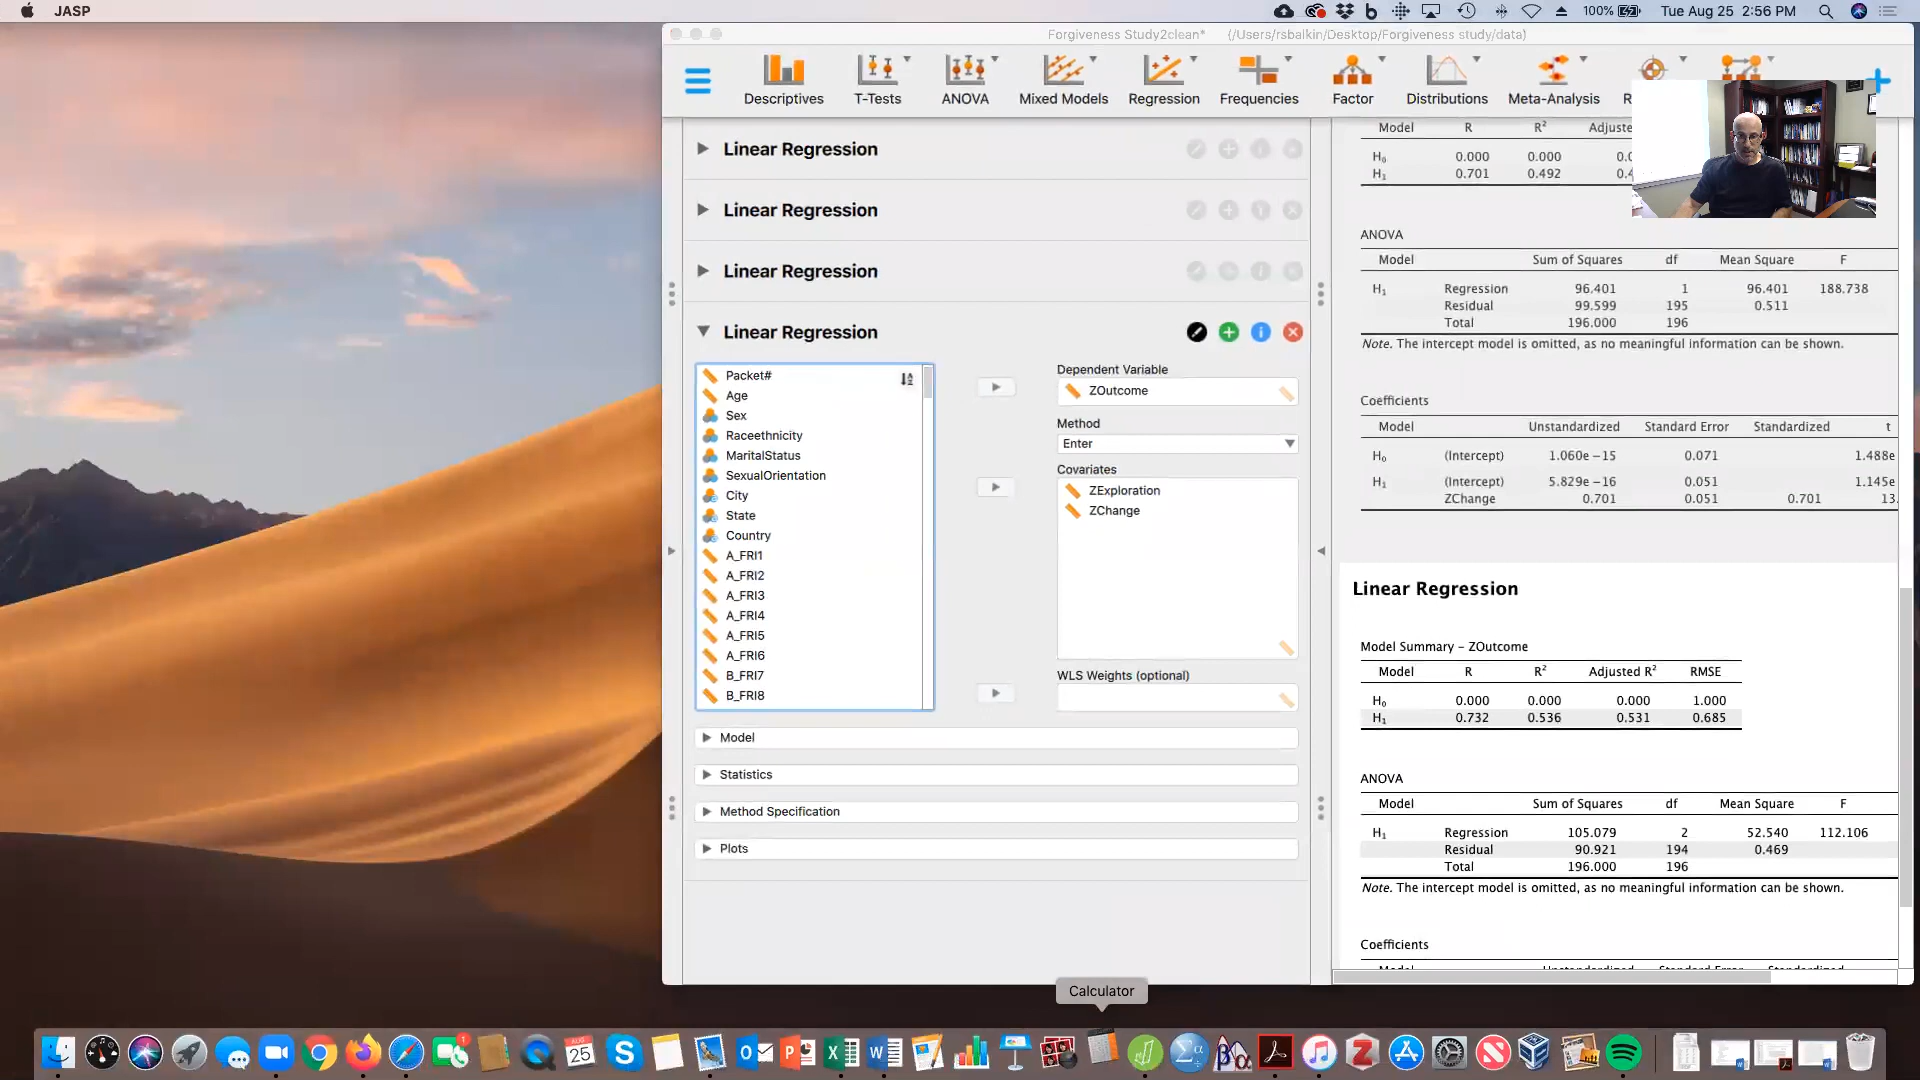 JASP
100%
Tue Aug 25 2:56 PM
Forgiveness Study2clean* (/Users/rsbalkin/Desktop/Forgiveness study/data)
Descriptives
T-Tests
ANOVA
Mixed Models
Regression
Frequencies
Factor
Distributions
Meta-Analysis
Linear Regression
Linear Regression
Linear Regression
Linear Regression
Packet#
Age
Sex
Raceethnicity
MaritalStatus
SexualOrientation
City
State
Country
A_FRI1
A_FRI2
A_FRI3
A_FRI4
A_FRI5
A_FRI6
B_FRI7
B_FRI8
Dependent Variable
ZOutcome
Method
Enter
Covariates
ZExploration
ZChange
WLS Weights (optional)
Model
Statistics
Method Specification
Plots
Model R R² Adjuste
H₀ 0.000 0.000
H₁ 0.701 0.492
ANOVA
Model Sum of Squares df Mean Square F
H₁ Regression 96.401 1 96.401 188.738
Residual 99.599 195 0.511
Total 196.000 196
Note. The intercept model is omitted, as no meaningful information can be shown.
Coefficients
Model Unstandardized Standard Error Standardized t
H₀ (Intercept) 1.060e −15 0.071 1.488e
H₁ (Intercept) 5.829e −16 0.051 1.145e
ZChange 0.701 0.051 0.701 13.
Linear Regression
Model Summary – ZOutcome
Model R R² Adjusted R² RMSE
H₀ 0.000 0.000 0.000 1.000
H₁ 0.732 0.536 0.531 0.685
ANOVA
Model Sum of Squares df Mean Square F
H₁ Regression 105.079 2 52.540 112.106
Residual 90.921 194 0.469
Total 196.000 196
Note. The intercept model is omitted, as no meaningful information can be shown.
Coefficients
Calculator
AUG
25